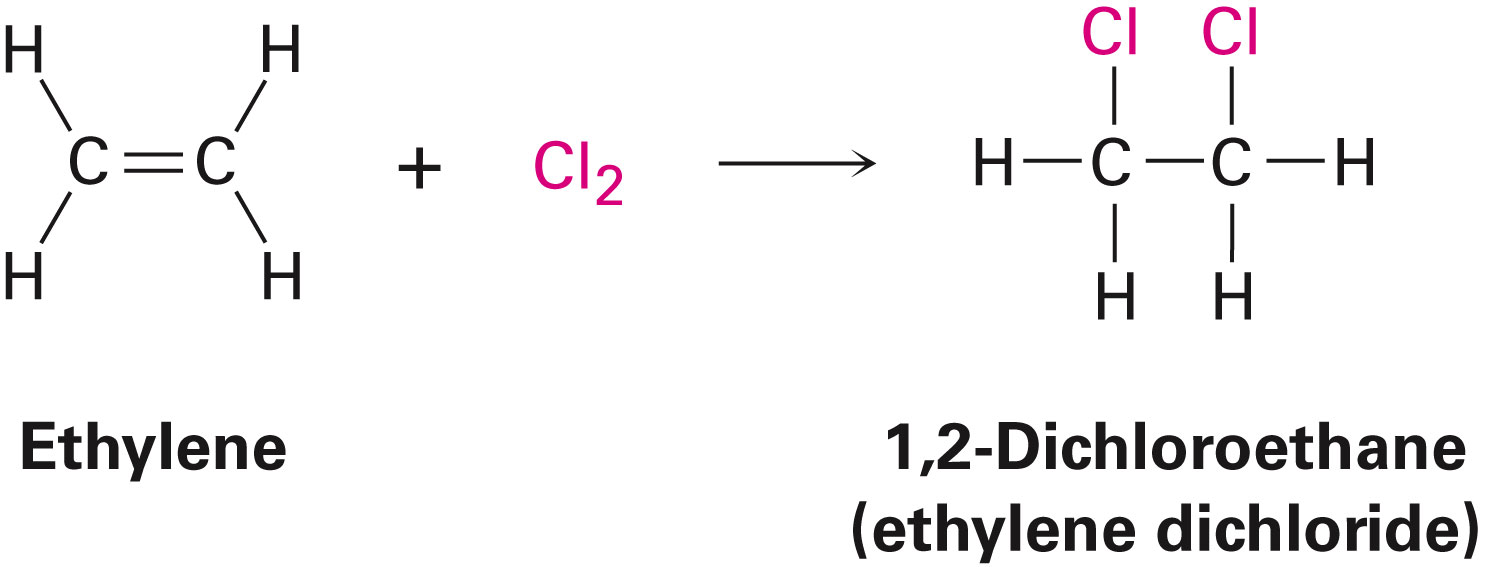 Cl Cl
H H
C C + Cl2 H C C H
H H
H H
Ethylene 1,2-Dichloroethane
(ethylene dichloride)